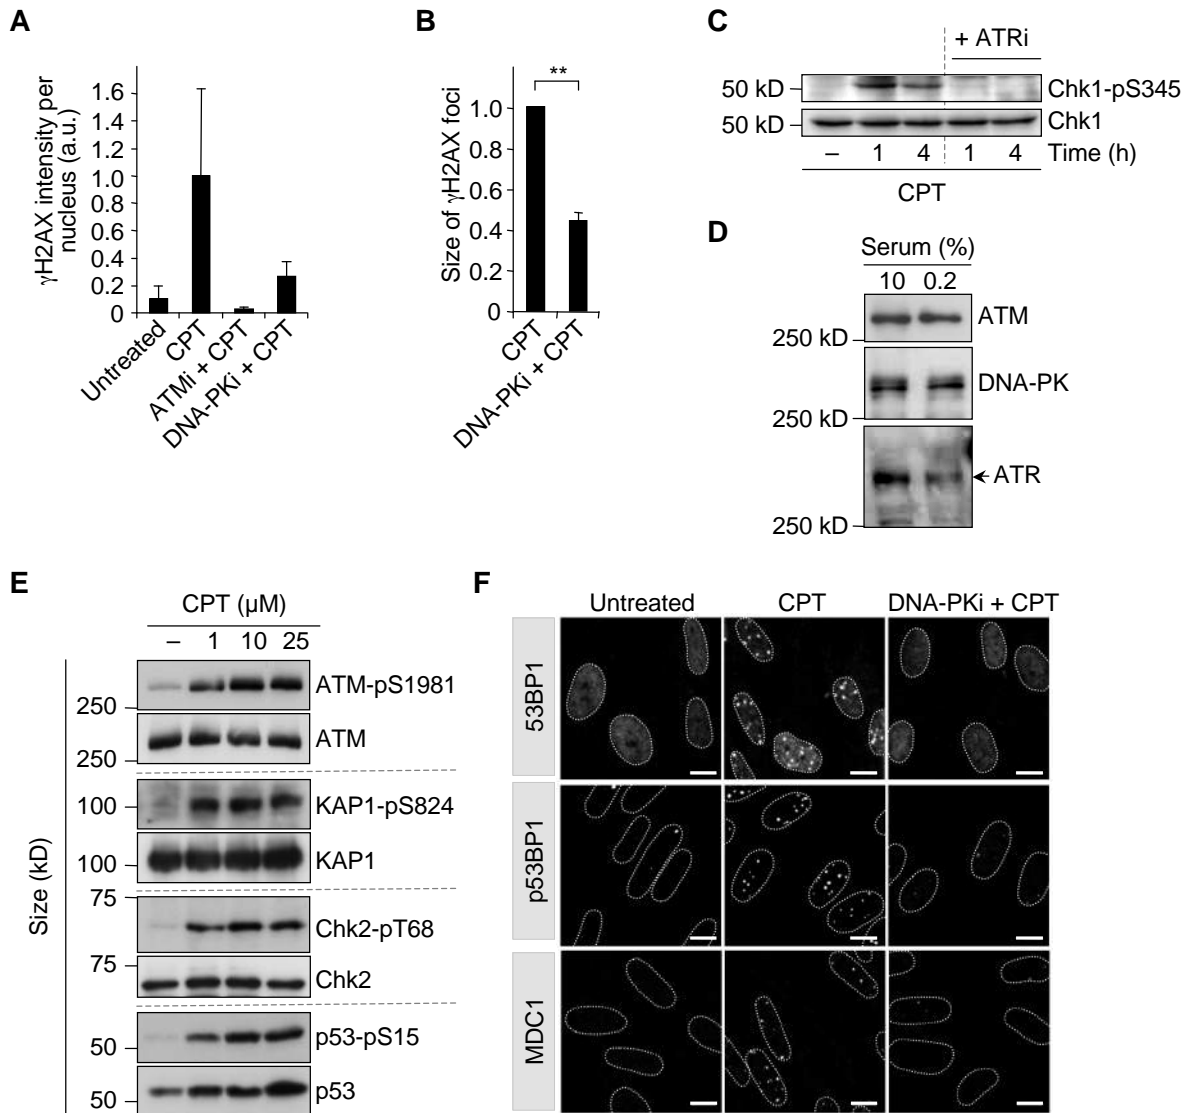 A
γH2AX intensity per
nucleus (a.u.)
1.6
1.4
1.2
1.0
0.8
0.6
0.4
0.2
0
Untreated
CPT
ATMi + CPT
DNA-PKi + CPT
B
**
Size of γH2AX foci
1.0
0.8
0.6
0.4
0.2
0
CPT
DNA-PKi + CPT
C
+ ATRi
50 kD
Chk1-pS345
50 kD
Chk1
– 1 4 1 4 Time (h)
CPT
D
Serum (%)
10 0.2
ATM
250 kD
DNA-PK
250 kD
ATR
250 kD
E
CPT (μM)
– 1 10 25
Size (kD)
ATM-pS1981
250
ATM
250
100
KAP1-pS824
100
KAP1
75
Chk2-pT68
75
Chk2
p53-pS15
50
p53
50
F
Untreated CPT DNA-PKi + CPT
53BP1
p53BP1
MDC1